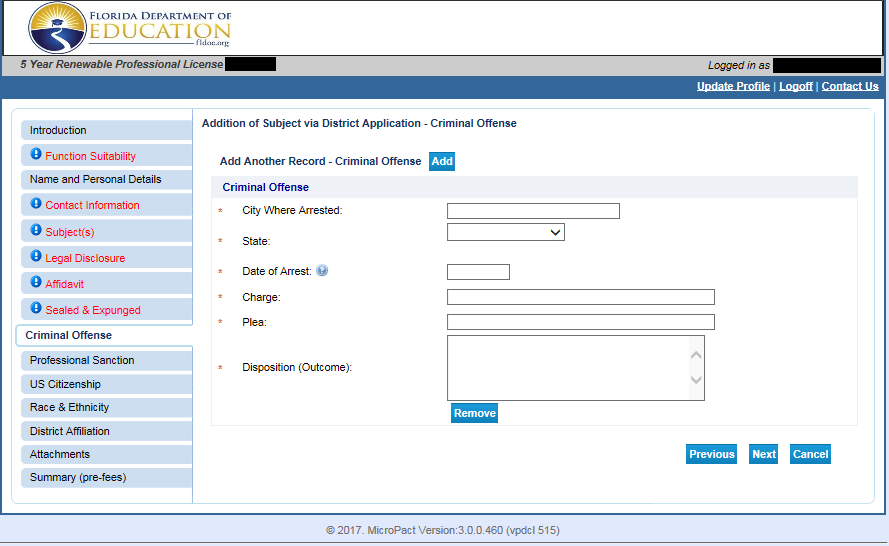 FLORIDA DEPARTMENT OF
EDUCATION
fldoe.org
5 Year Renewable Professional License
Logged in as
Update Profile | Logoff | Contact Us
Introduction
Function Suitability
Name and Personal Details
Contact Information
Subject(s)
Legal Disclosure
Affidavit
Sealed & Expunged
Criminal Offense
Professional Sanction
US Citizenship
Race & Ethnicity
District Affiliation
Attachments
Summary (pre-fees)
Addition of Subject via District Application - Criminal Offense
Add Another Record - Criminal Offense Add
Criminal Offense
* City Where Arrested:
* State:
* Date of Arrest: ?
* Charge:
* Plea:
* Disposition (Outcome):
Remove
Previous Next Cancel
© 2017. MicroPact Version:3.0.0.460 (vpdcl 515)